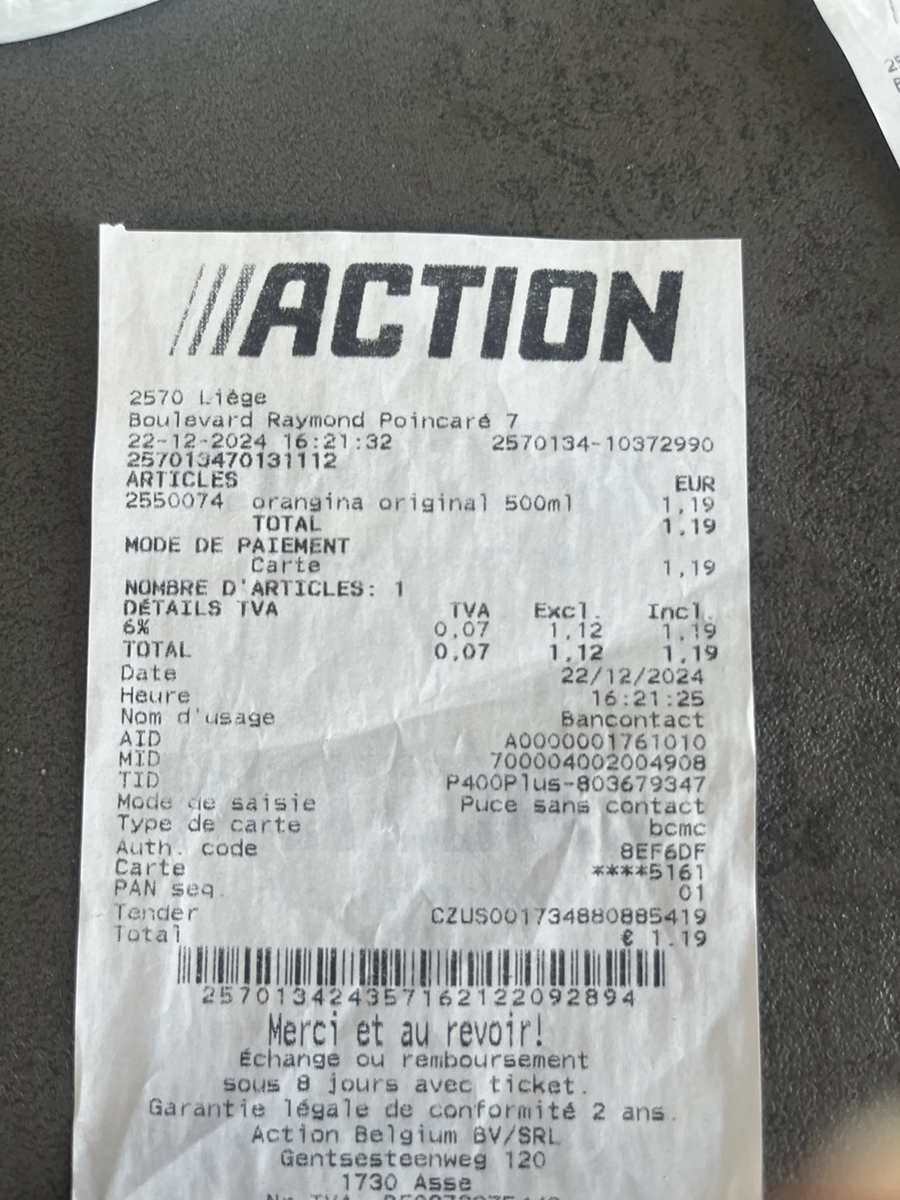 ACTION
2570 Liège
Boulevard Raymond Poincaré 7
22-12-2024 16:21:32 2570134-10372990
257013470131112
ARTICLES EUR
2550074 orangina original 500ml 1,19
TOTAL 1,19
MODE DE PAIEMENT
Carte 1,19
NOMBRE D'ARTICLES: 1
DÉTAILS TVA TVA Excl. Incl.
6% 0,07 1,12 1,19
TOTAL 0,07 1,12 1,19
Date 22/12/2024
Heure 16:21:25
Nom d'usage Bancontact
AID A0000001761010
MID 700004002004908
TID P400Plus-803679347
Mode de saisie Puce sans contact
Type de carte bcmc
Auth. code 8EF6DF
Carte ****5161
PAN seq. 01
Tender CZUS001734880885419
Total € 1.19
257013424357162122092894
Merci et au revoir!
Échange ou remboursement
sous 8 jours avec ticket.
Garantie légale de conformité 2 ans.
Action Belgium BV/SRL
Gentsesteenweg 120
1730 Asse